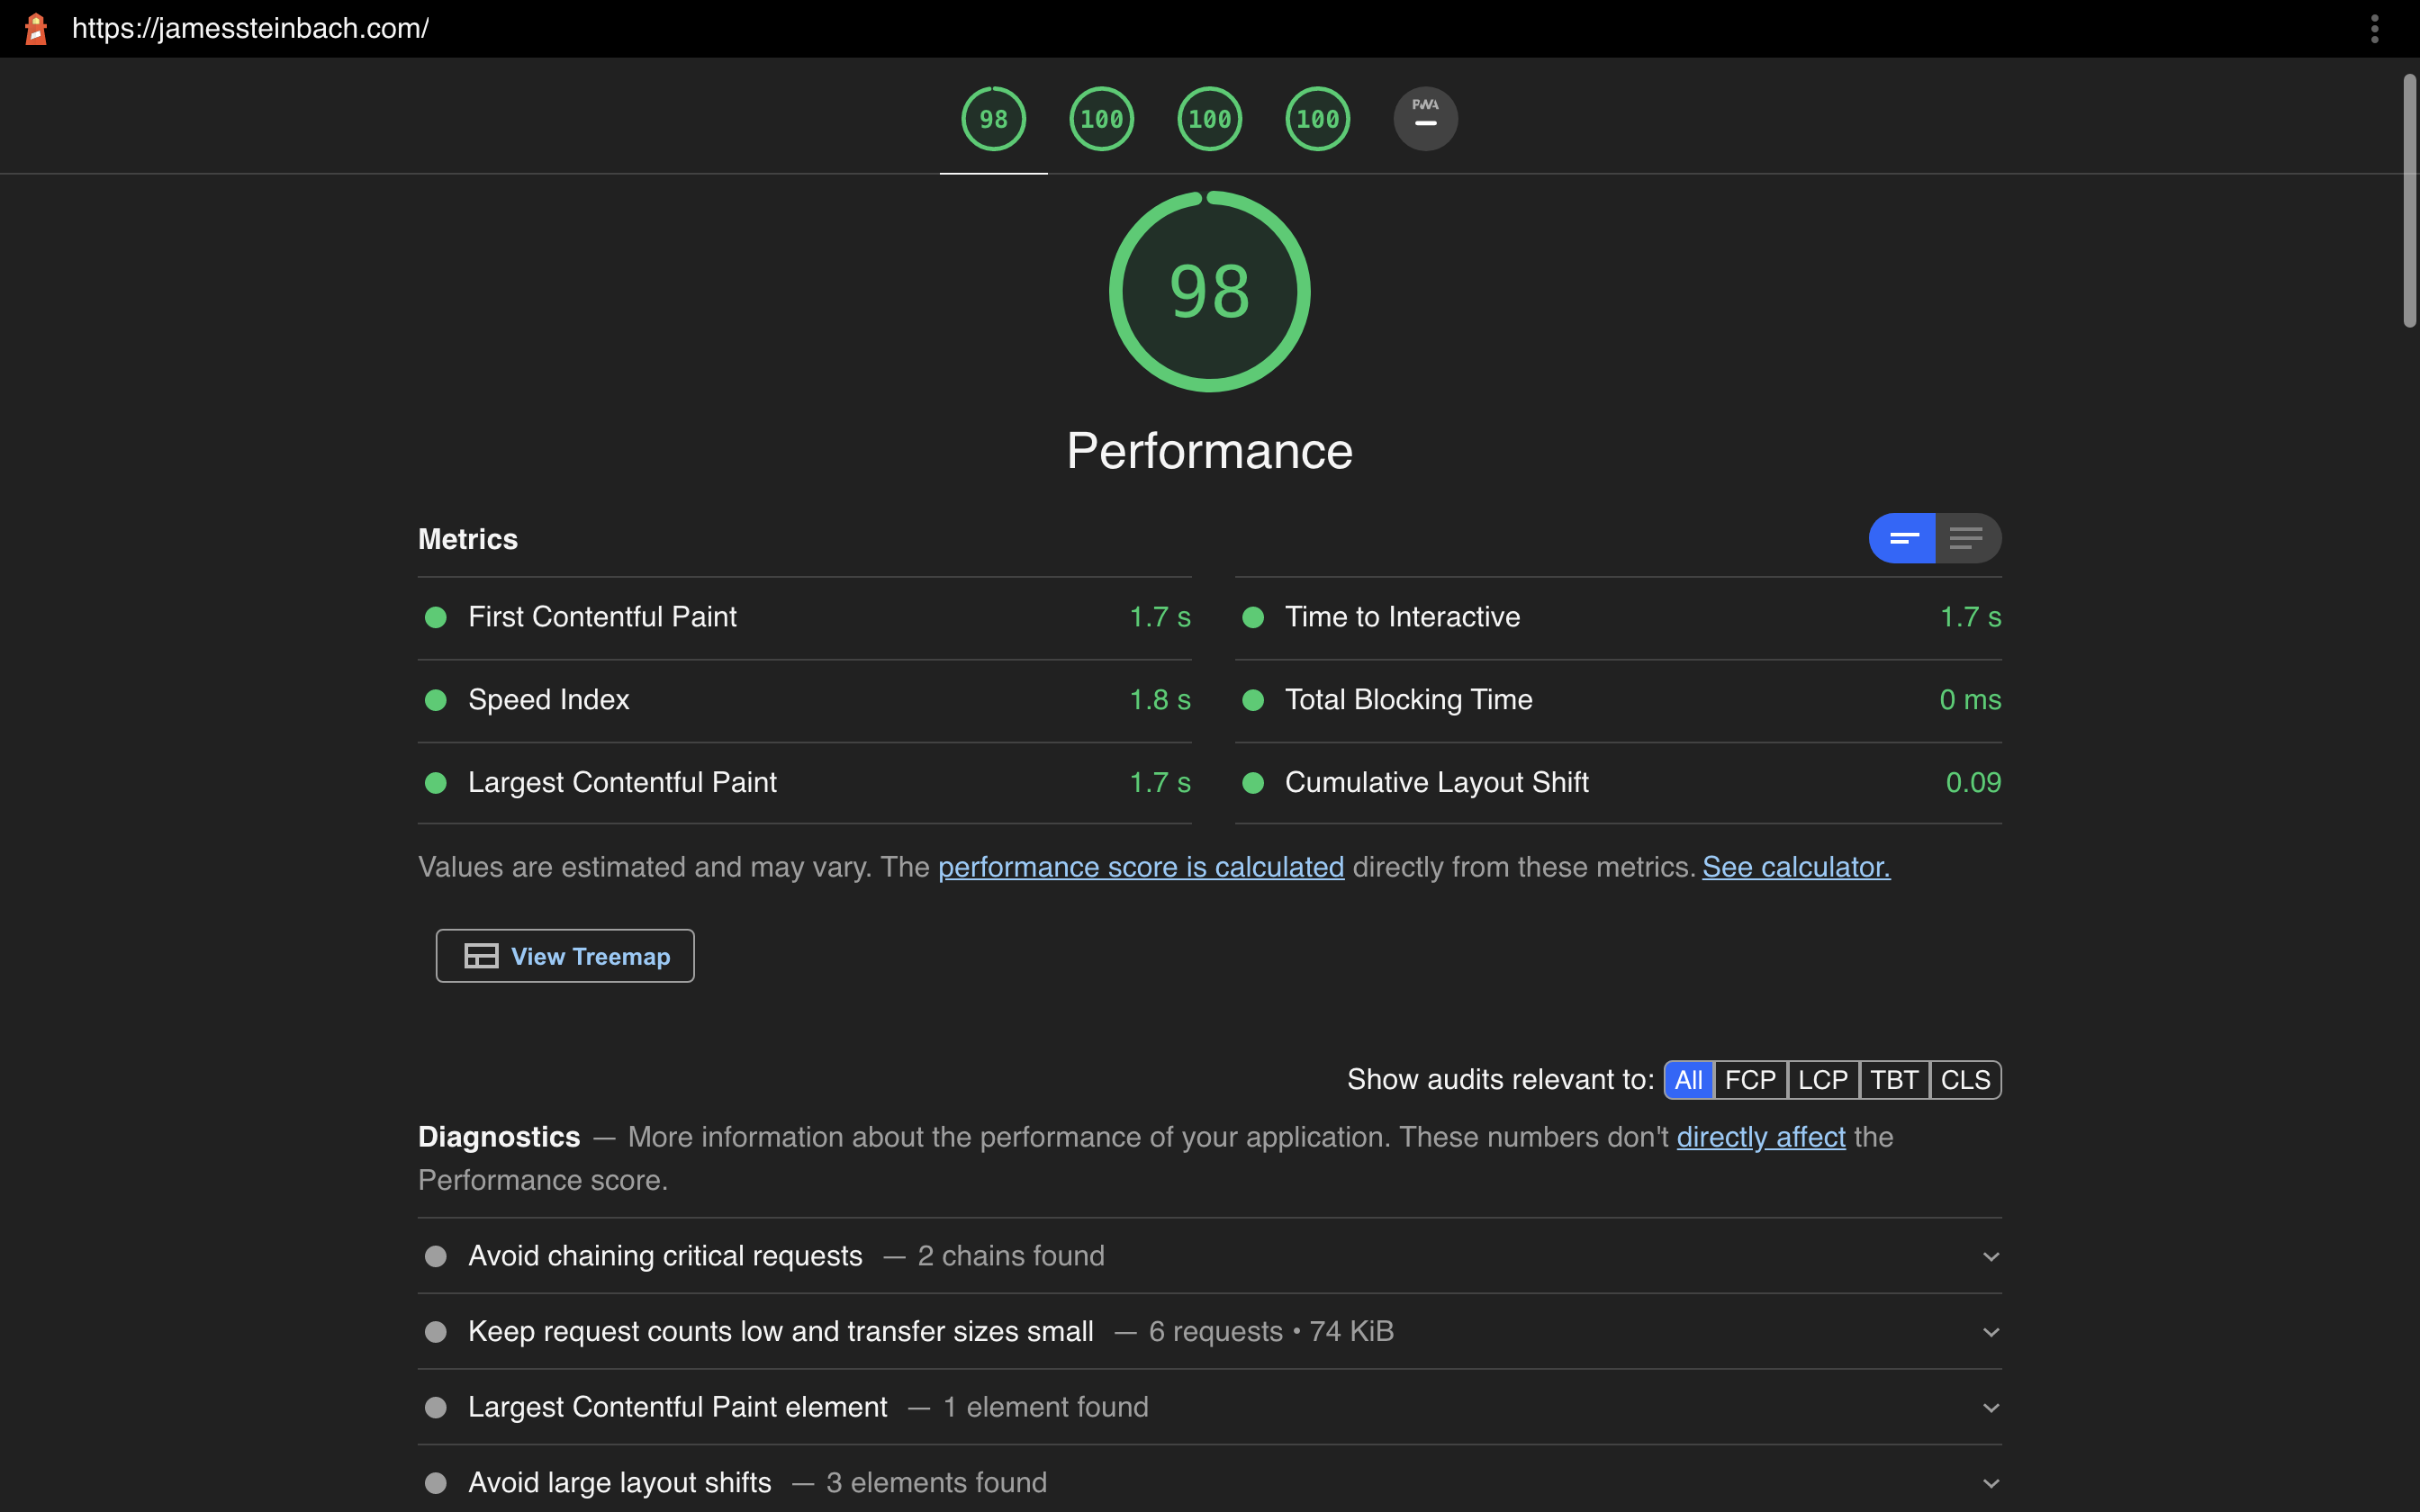 https://jamessteinbach.com/
98 100 100 100 PWA
98
Performance
Metrics
First Contentful Paint 1.7 s
Time to Interactive 1.7 s
Speed Index 1.8 s
Total Blocking Time 0 ms
Largest Contentful Paint 1.7 s
Cumulative Layout Shift 0.09
Values are estimated and may vary. The performance score is calculated directly from these metrics. See calculator.
View Treemap
Show audits relevant to: All FCP LCP TBT CLS
Diagnostics — More information about the performance of your application. These numbers don't directly affect the
Performance score.
Avoid chaining critical requests — 2 chains found
Keep request counts low and transfer sizes small — 6 requests • 74 KiB
Largest Contentful Paint element — 1 element found
Avoid large layout shifts — 3 elements found